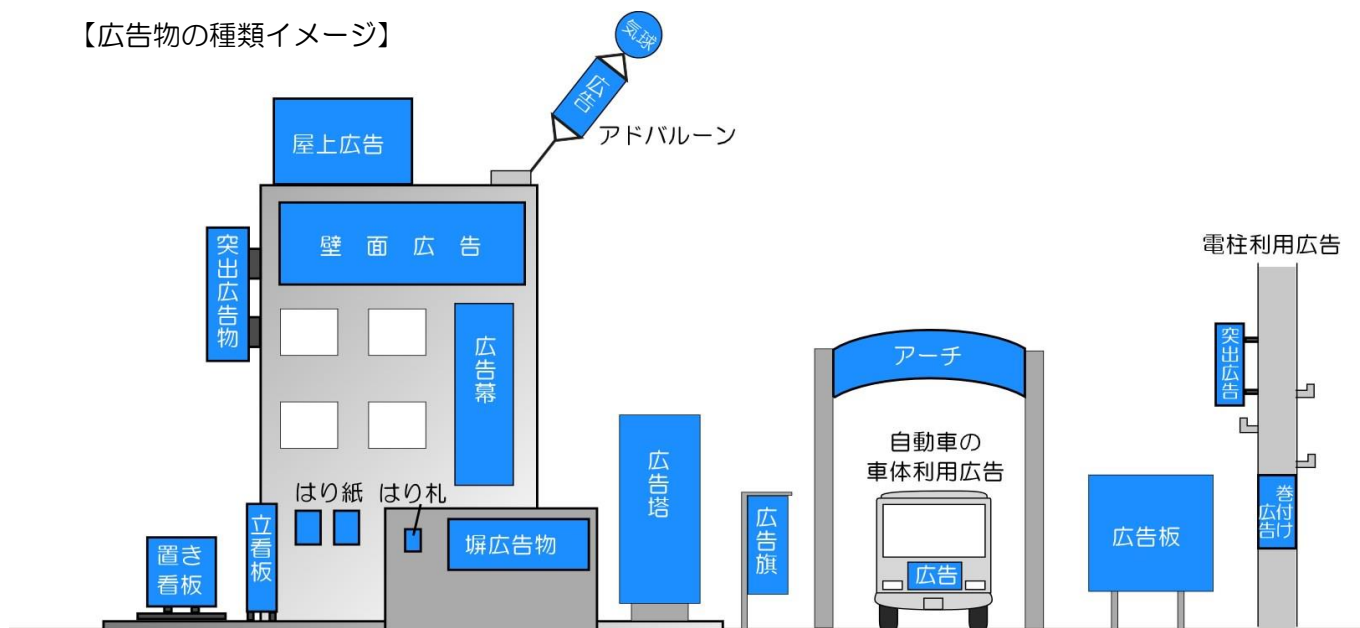 【広告物の種類イメージ】
気球
広告
アドバルーン
屋上広告
壁面広告
突出広告物
広告幕
はり紙
はり札
立看板
置き
看板
塀広告物
広告塔
広告旗
アーチ
自動車の
車体利用広告
広告
広告板
電柱利用広告
突出広告
巻付け
広告